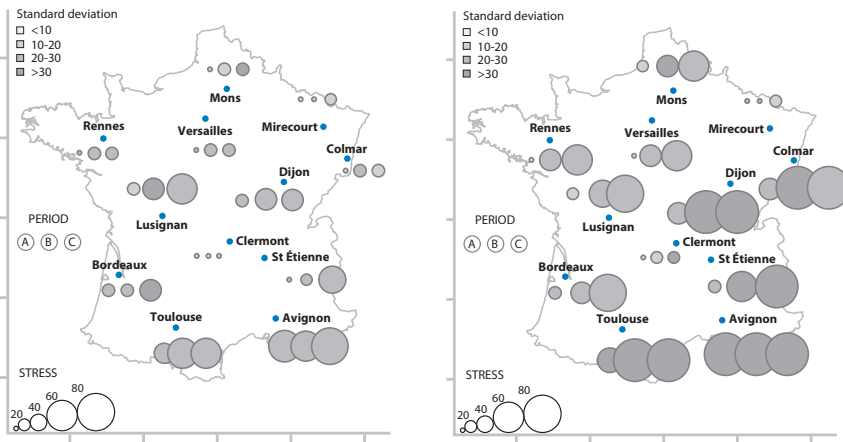 Standard deviation
<10
10-20
20-30
>30
Mons
Rennes
Versailles
Mirecourt
Colmar
Dijon
Lusignan
PERIOD
A B C
Clermont
St Étienne
Bordeaux
Toulouse
Avignon
STRESS
20 40 60 80
Standard deviation
<10
10-20
20-30
>30
Mons
Rennes
Versailles
Mirecourt
Colmar
Dijon
Lusignan
PERIOD
A B C
Clermont
St Étienne
Bordeaux
Toulouse
Avignon
STRESS
20 40 60 80